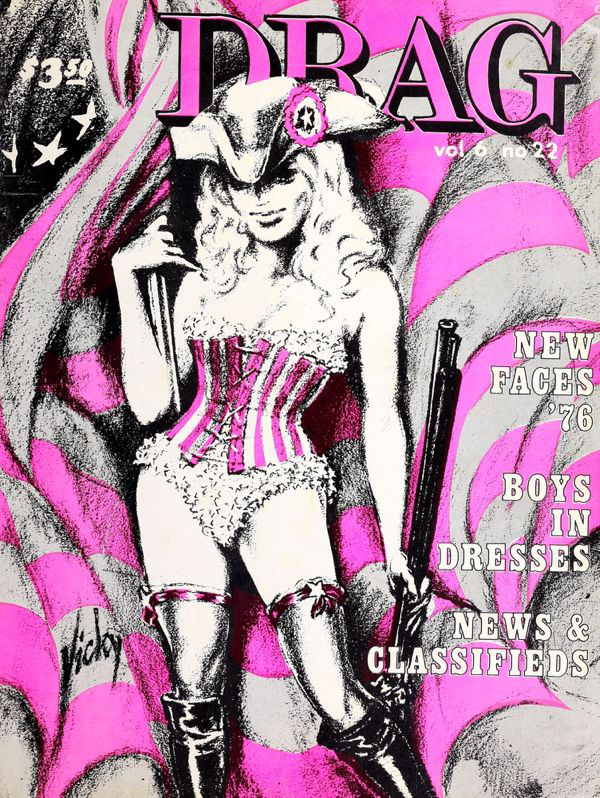 $3.50
DRAG
vol 6 no 22
NEW
FACES
'76
BOYS
IN
DRESSES
NEWS &
CLASSIFIEDS
Vicky